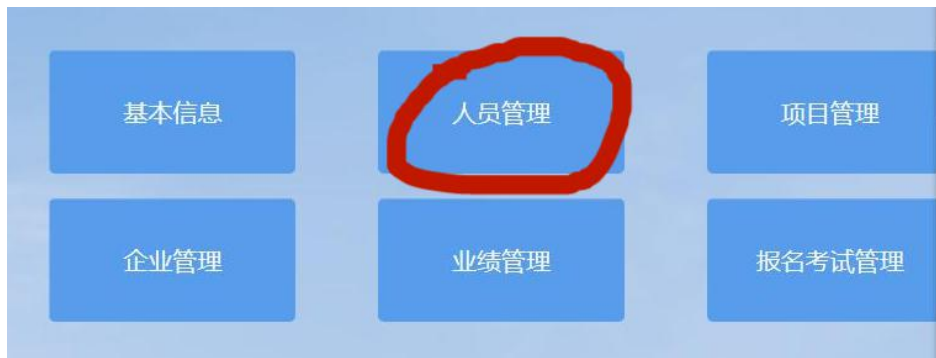 基本信息
人员管理
项目管理
企业管理
业绩管理
报名考试管理